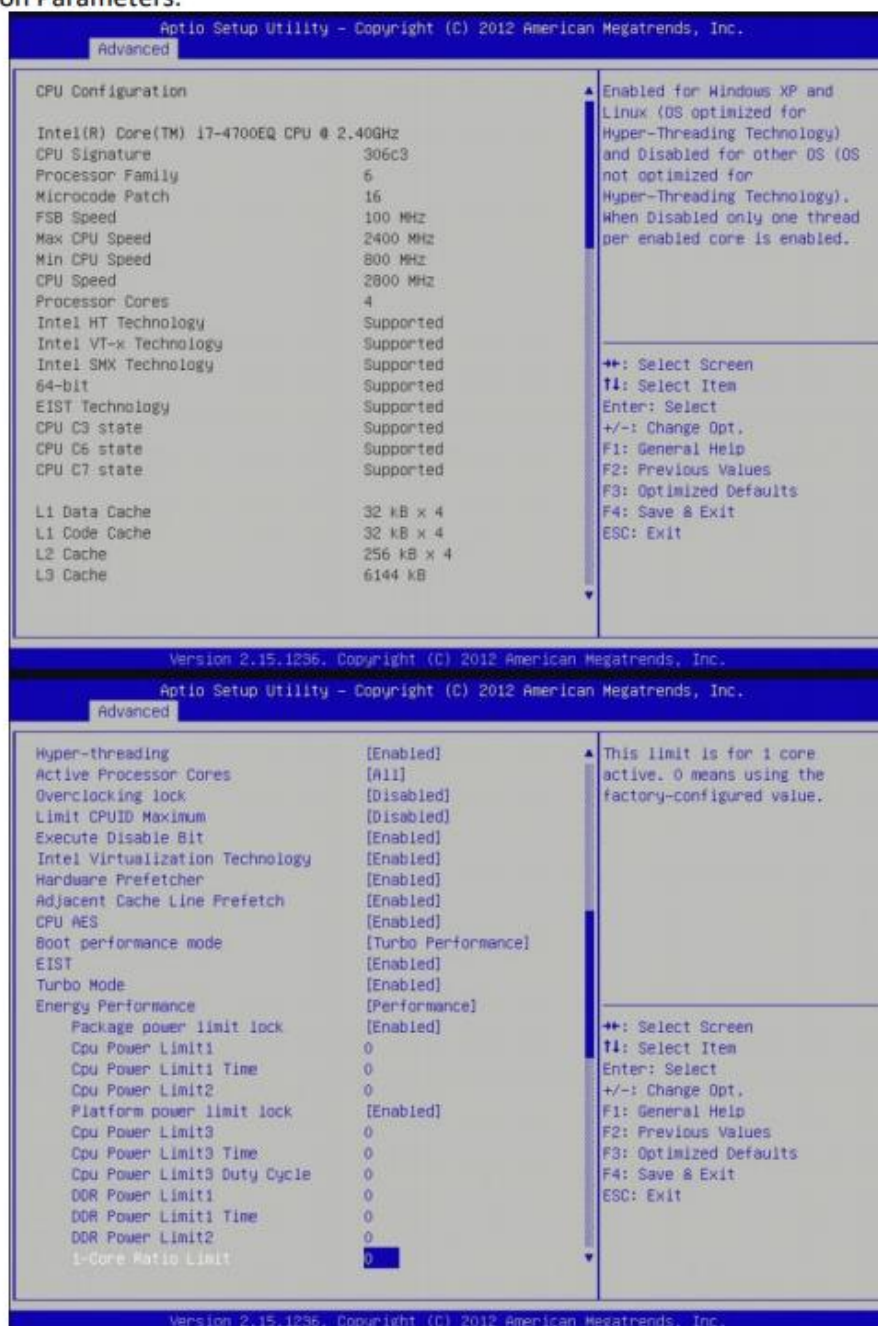 on Parameters:
Aptio Setup Utility - Copyright (C) 2012 American Megatrends, Inc.
Advanced
CPU Configuration
Intel(R) Core(TM) i7-4700EQ CPU @ 2.40GHz
CPU Signature 306c3
Processor Family 6
Microcode Patch 16
FSB Speed 100 MHz
Max CPU Speed 2400 MHz
Min CPU Speed 800 MHz
CPU Speed 2800 MHz
Processor Cores 4
Intel HT Technology Supported
Intel VT-x Technology Supported
Intel SMX Technology Supported
64-bit Supported
EIST Technology Supported
CPU C3 state Supported
CPU C6 state Supported
CPU C7 state Supported
L1 Data Cache 32 kB x 4
L1 Code Cache 32 kB x 4
L2 Cache 256 kB x 4
L3 Cache 6144 kB
Enabled for Windows XP and
Linux (OS optimized for
Hyper-Threading Technology)
and Disabled for other OS (OS
not optimized for
Hyper-Threading Technology).
When Disabled only one thread
per enabled core is enabled.
→←: Select Screen
↑↓: Select Item
Enter: Select
+/-: Change Opt.
F1: General Help
F2: Previous Values
F3: Optimized Defaults
F4: Save & Exit
ESC: Exit
Version 2.15.1236. Copyright (C) 2012 American Megatrends, Inc.
Aptio Setup Utility - Copyright (C) 2012 American Megatrends, Inc.
Advanced
Hyper-threading [Enabled]
Active Processor Cores [All]
Overclocking lock [Disabled]
Limit CPUID Maximum [Disabled]
Execute Disable Bit [Enabled]
Intel Virtualization Technology [Enabled]
Hardware Prefetcher [Enabled]
Adjacent Cache Line Prefetch [Enabled]
CPU AES [Enabled]
Boot performance mode [Turbo Performance]
EIST [Enabled]
Turbo Mode [Enabled]
Energy Performance [Performance]
Package power limit lock [Enabled]
Cpu Power Limit1 0
Cpu Power Limit1 Time 0
Cpu Power Limit2 0
Platform power limit lock [Enabled]
Cpu Power Limit3 0
Cpu Power Limit3 Time 0
Cpu Power Limit3 Duty Cycle 0
DDR Power Limit1 0
DDR Power Limit1 Time 0
DDR Power Limit2 0
1-Core Ratio Limit 0
This limit is for 1 core
active. 0 means using the
factory-configured value.
→←: Select Screen
↑↓: Select Item
Enter: Select
+/-: Change Opt.
F1: General Help
F2: Previous Values
F3: Optimized Defaults
F4: Save & Exit
ESC: Exit
Version 2.15.1236. Copyright (C) 2012 American Megatrends, Inc.